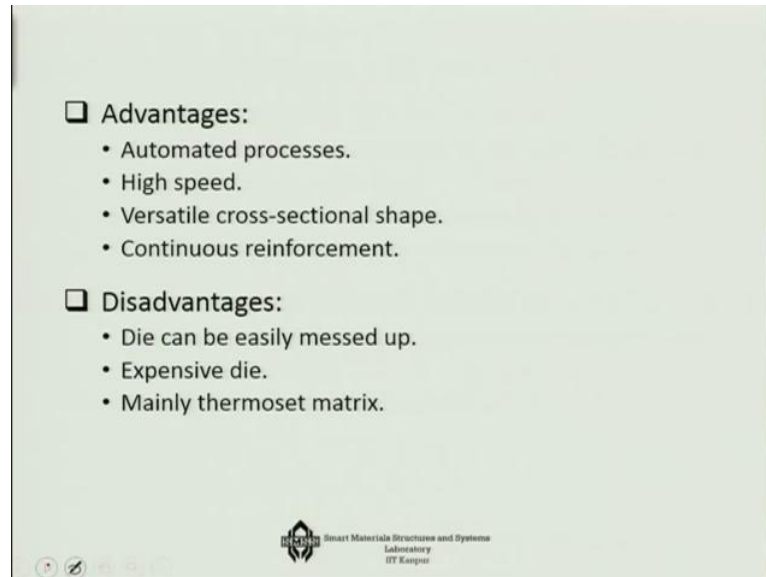 ❑ Advantages:
• Automated processes.
• High speed.
• Versatile cross-sectional shape.
• Continuous reinforcement.
❑ Disadvantages:
• Die can be easily messed up.
• Expensive die.
• Mainly thermoset matrix.
Smart Materials Structures and Systems
Laboratory
IIT Kanpur